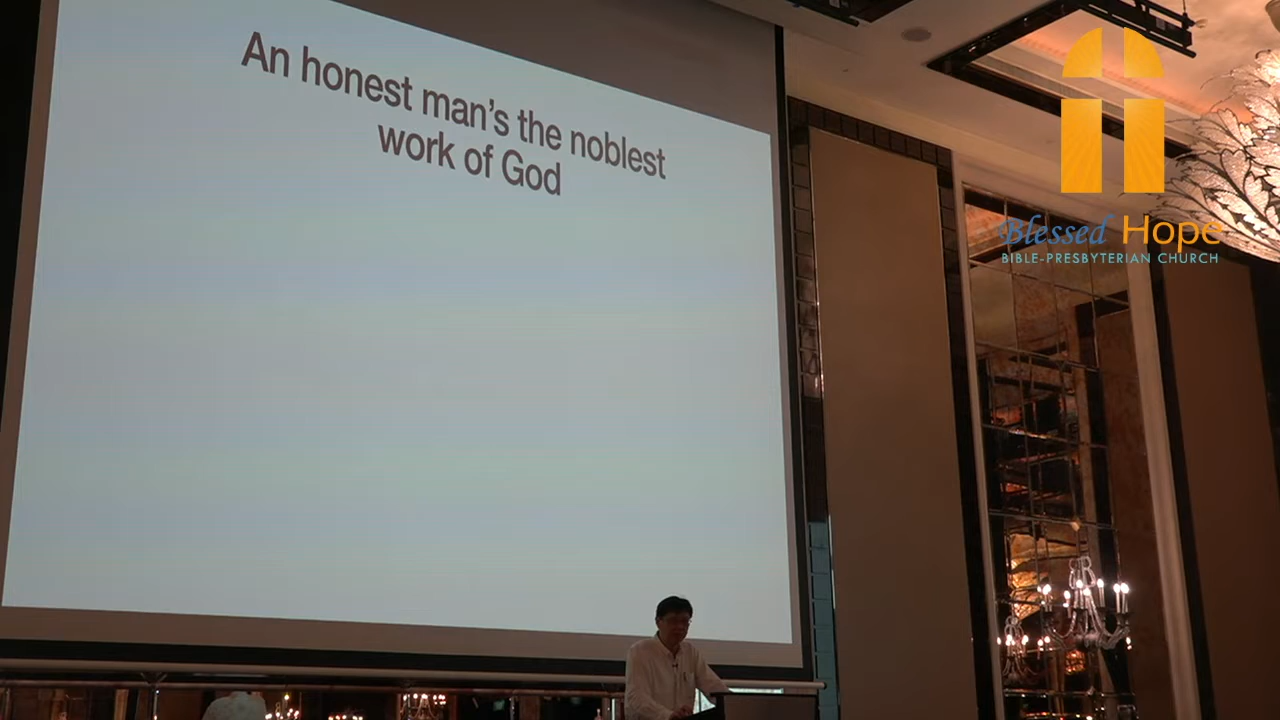 An honest man's the noblest
work of God
Blessed Hope
BIBLE-PRESBYTERIAN CHURCH